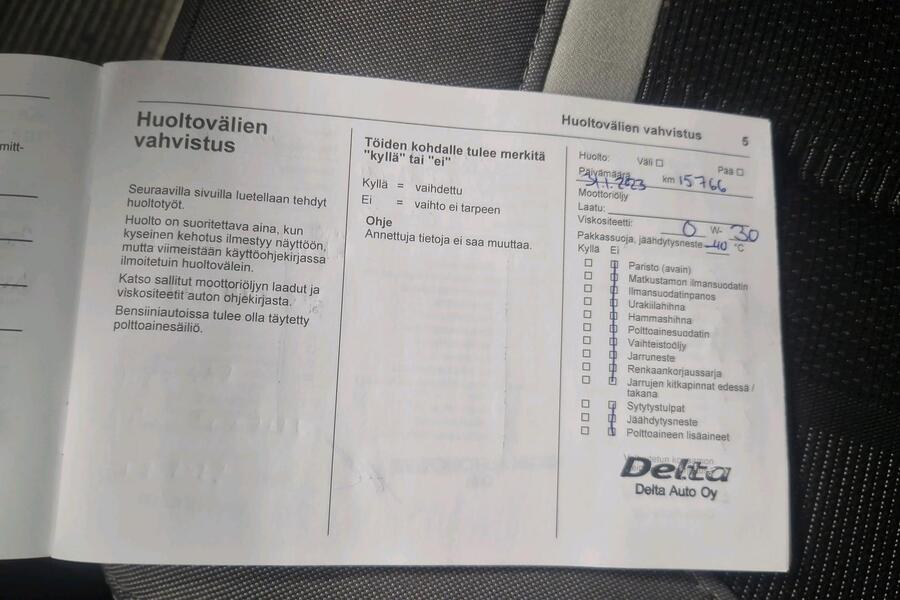 mitt-
Huoltovälien
vahvistus
Seuraavilla sivuilla luetellaan tehdyt
huoltotyöt.
Huolto on suoritettava aina, kun
kyseinen kehotus ilmestyy näyttöön,
mutta viimeistään käyttöohjekirjassa
ilmoitetuin huoltovälein.
Katso sallitut moottoriöljyn laadut ja
viskositeetit auton ohjekirjasta.
Bensiiniautoissa tulee olla täytetty
polttoainesäiliö.
Töiden kohdalle tulee merkitä
"kyllä" tai "ei"
Kyllä = vaihdettu
Ei = vaihto ei tarpeen
Ohje
Annettuja tietoja ei saa muuttaa.
Huoltovälien vahvistus 5
Huolto: Väli Pää
Päivämäärä 31.1.2023 km 15766
Moottoriöljy
Laatu:
Viskositeetti: 0 W- 30
Pakkassuoja, jäähdytysneste -40 °C
Kyllä Ei
Paristo (avain)
Matkustamon ilmansuodatin
Ilmansuodatinpanos
Urakiilahihna
Hammashihna
Polttoainesuodatin
Vaihteistoöljy
Jarruneste
Renkaankorjaussarja
Jarrujen kitkapinnat edessä /
takana
Sytytystulpat
Jäähdytysneste
Polttoaineen lisäaineet
Delta
Delta Auto Oy